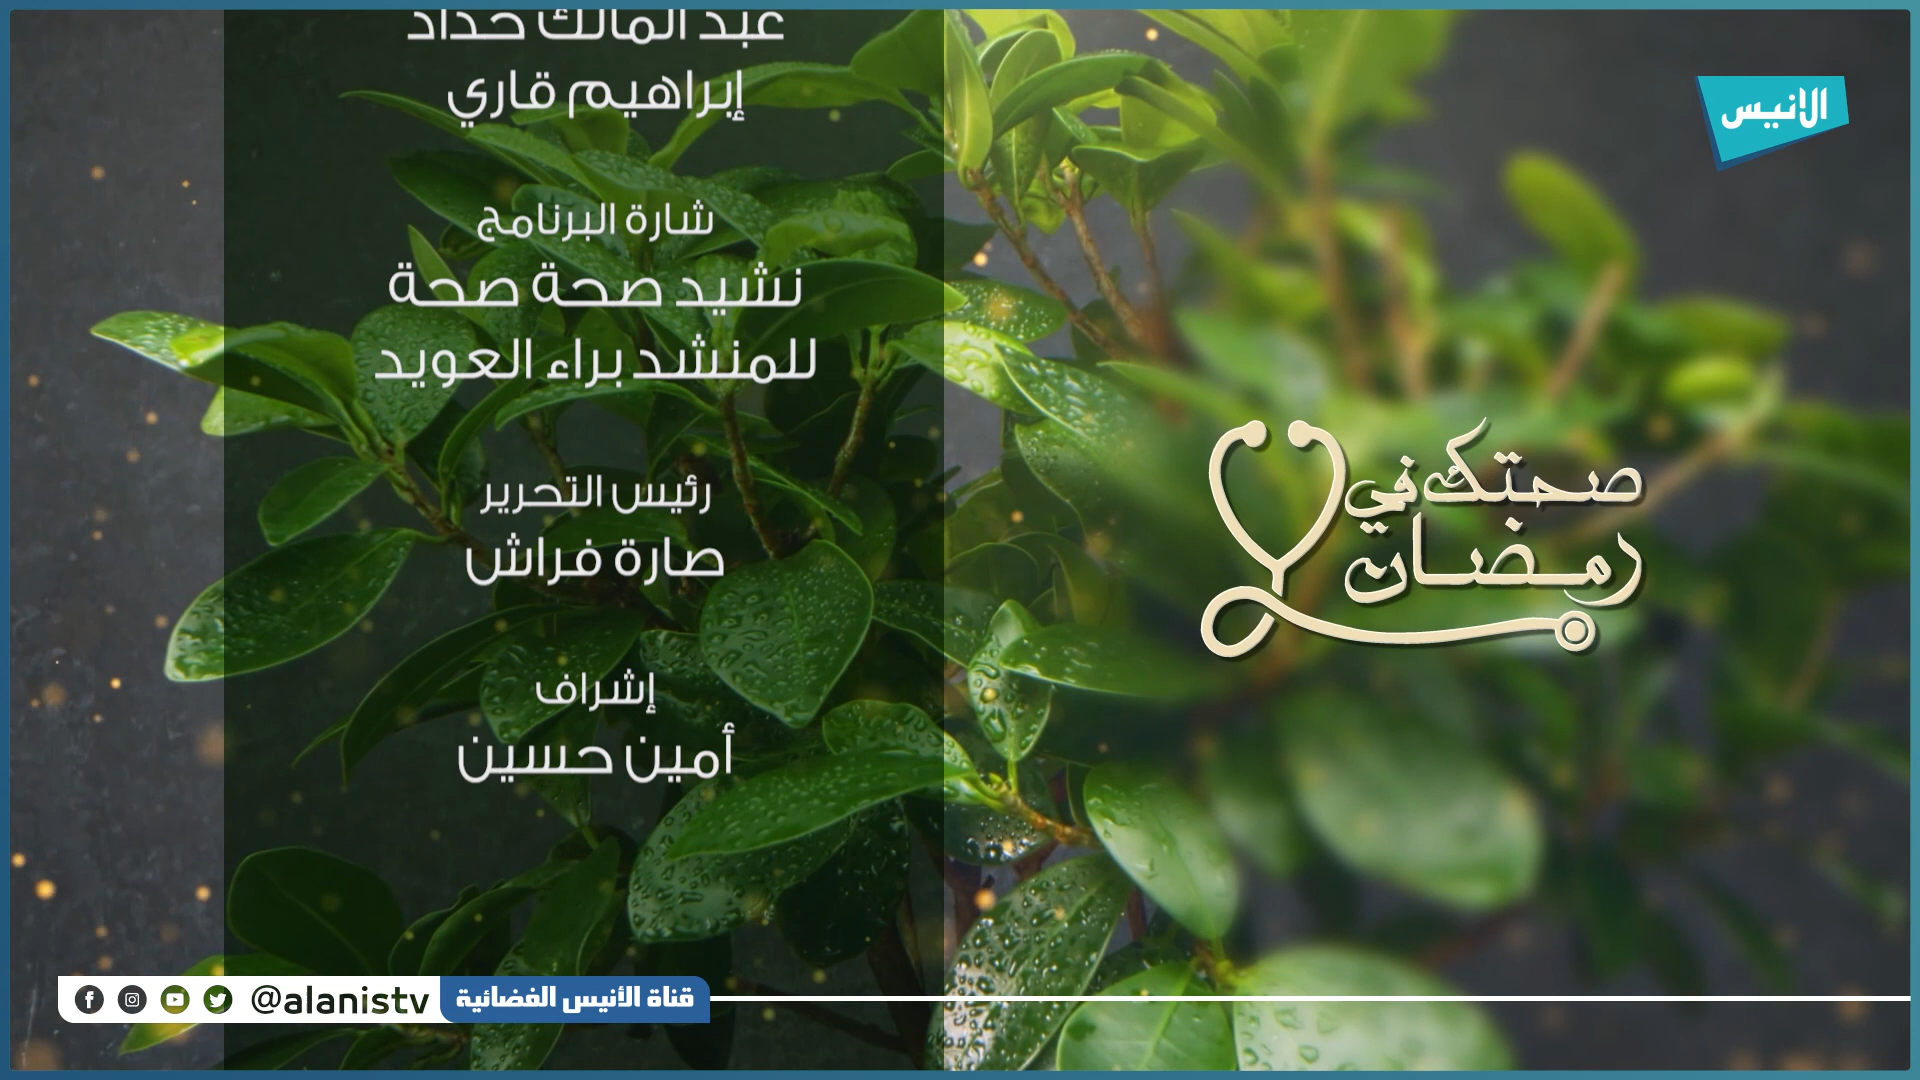 عبد المالك حداد
إبراهيم قاري
شارة البرنامج
نشيد صحة صحة
للمنشد براء العويد
رئيس التحرير
صارة فراش
إشراف
أمين حسين
الانيس
صحتك في
رمضان
@alanistv قناة الأنيس الفضائية